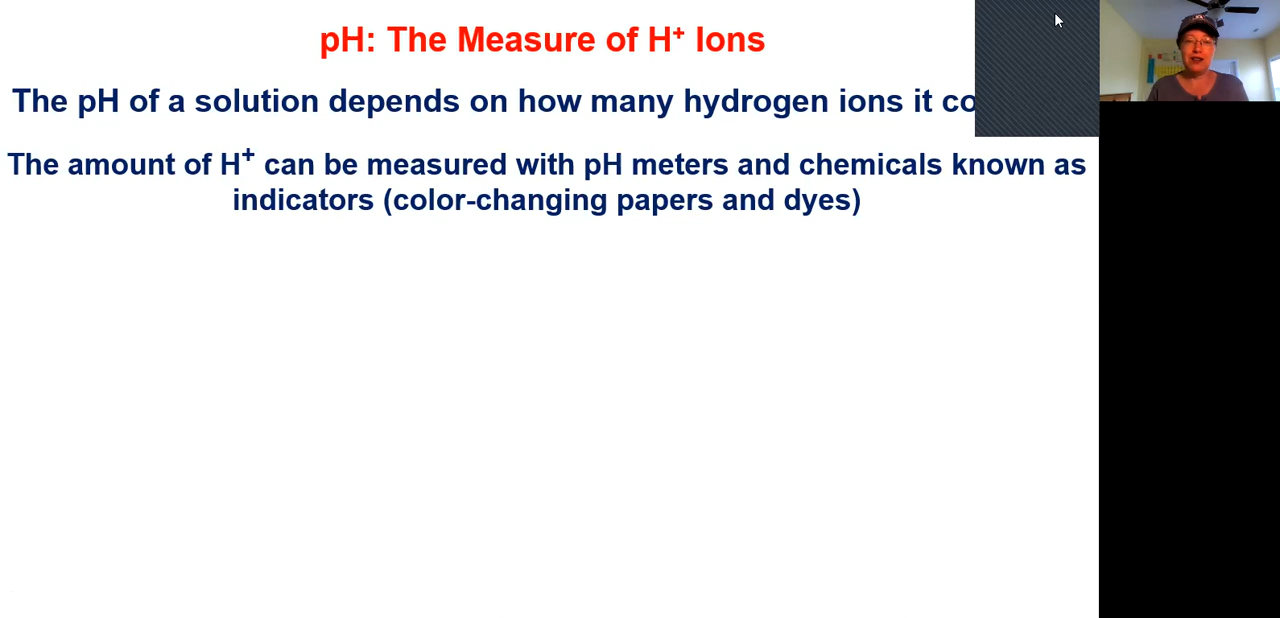 pH: The Measure of H⁺ Ions
The pH of a solution depends on how many hydrogen ions it
The amount of H⁺ can be measured with pH meters and chemicals known as
indicators (color-changing papers and dyes)